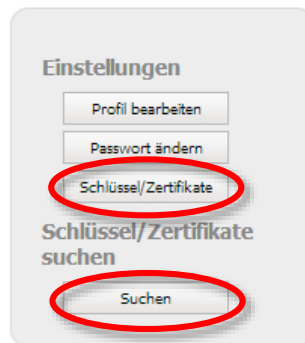 Einstellungen
Profil bearbeiten
Passwort ändern
Schlüssel/Zertifikate
Schlüssel/Zertifikate
suchen
Suchen